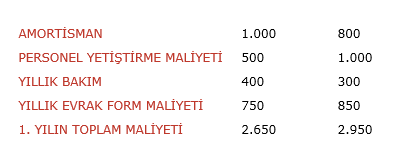 AMORTİSMAN 1.000 800
PERSONEL YETİŞTİRME MALİYETİ 500 1.000
YILLIK BAKIM 400 300
YILLIK EVRAK FORM MALİYETİ 750 850
1. YILIN TOPLAM MALİYETİ 2.650 2.950